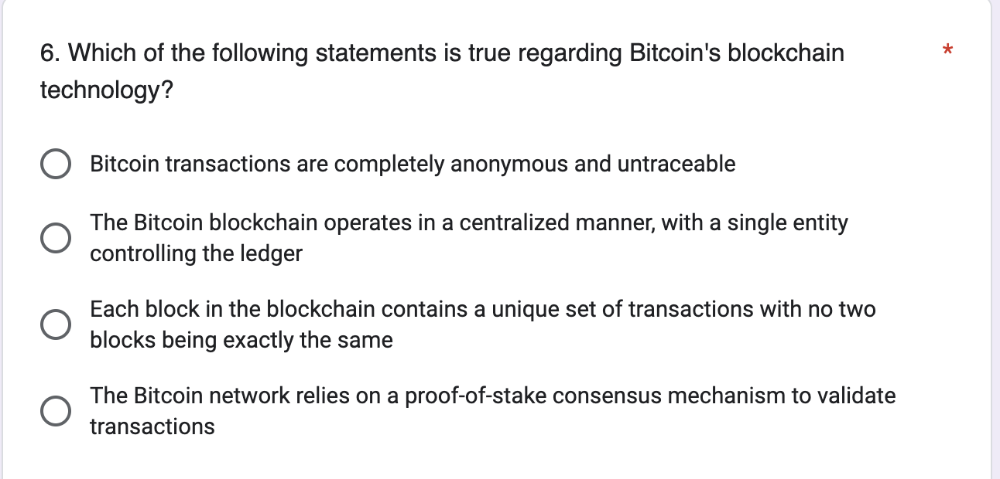 6. Which of the following statements is true regarding Bitcoin's blockchain *
technology?
Bitcoin transactions are completely anonymous and untraceable
The Bitcoin blockchain operates in a centralized manner, with a single entity
controlling the ledger
Each block in the blockchain contains a unique set of transactions with no two
blocks being exactly the same
The Bitcoin network relies on a proof-of-stake consensus mechanism to validate
transactions